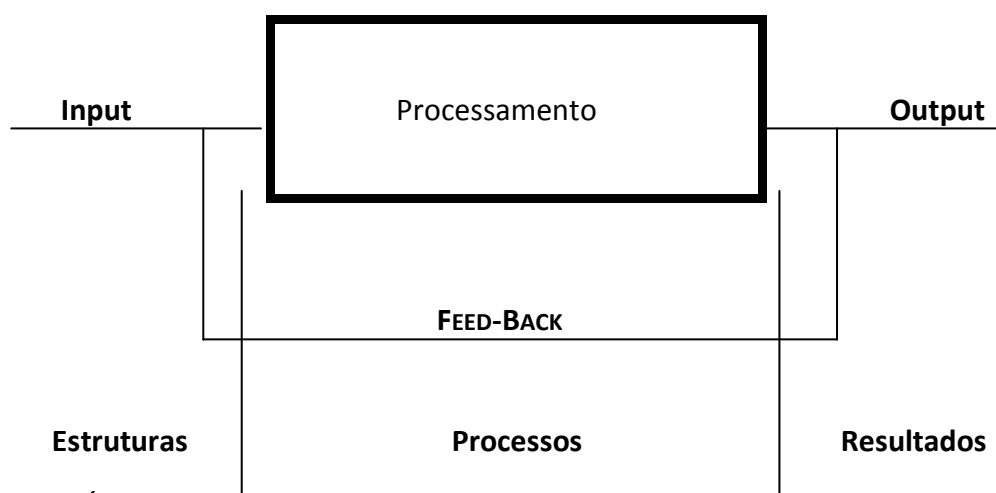 Input Processamento Output
FEED-BACK
Estruturas Processos Resultados